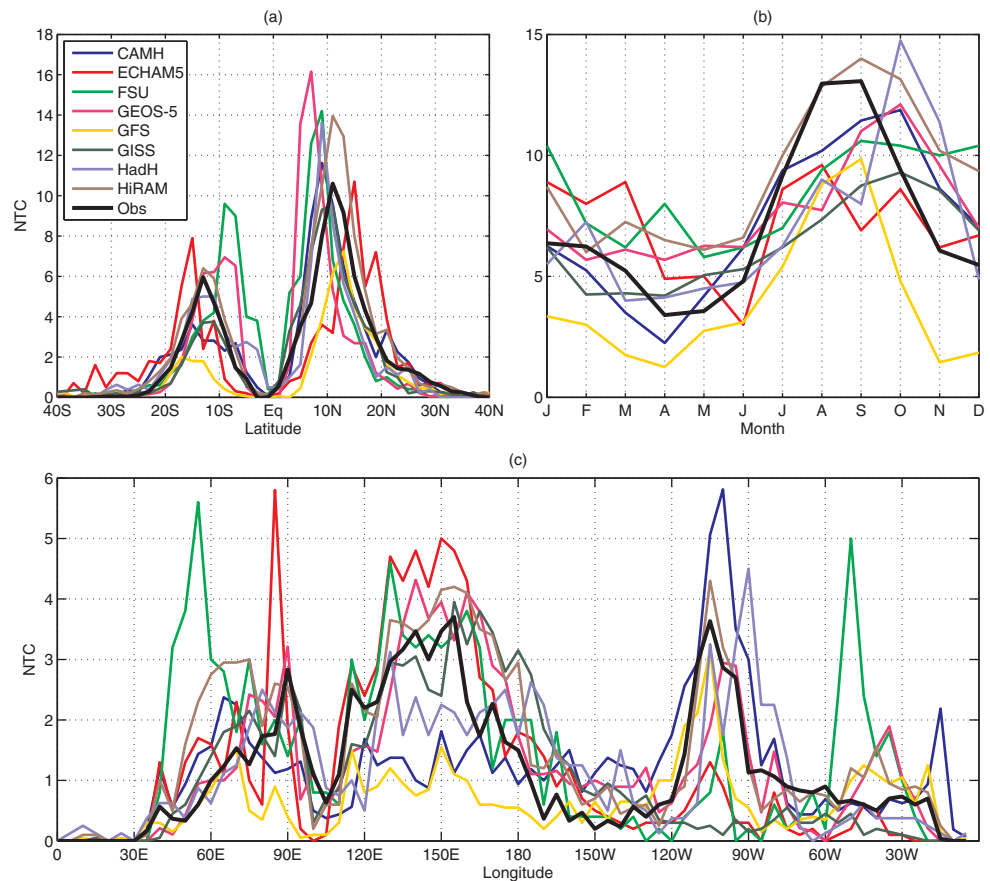 (a)
18
16
14
12
10
8
6
4
2
0
NTC
CAMH
ECHAM5
FSU
GEOS-5
GFS
GISS
HadH
HiRAM
Obs
40S 30S 20S 10S Eq 10N 20N 30N 40N
Latitude
(b)
15
10
5
0
J F M A M J J A S O N D
Month
(c)
6
5
4
3
2
1
0
NTC
0 30E 60E 90E 120E 150E 180 150W 120W 90W 60W 30W
Longitude